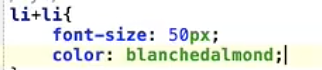 li+li{
font-size: 50px;
color: blanchedalmond;
}